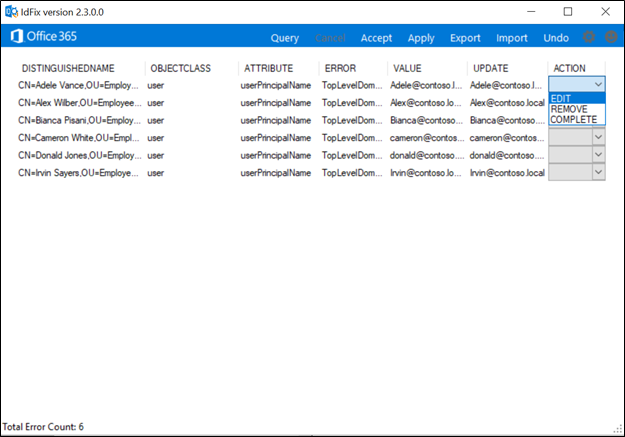 IdFix version 2.3.0.0
Office 365 Query Cancel Accept Apply Export Import Undo
DISTINGUISHEDNAME OBJECTCLASS ATTRIBUTE ERROR VALUE UPDATE ACTION
CN=Adele Vance,OU=Employ... user userPrincipalName TopLevelDom... Adele@contoso.l... Adele@contoso.l...
CN=Alex Wilber,OU=Employee... user userPrincipalName TopLevelDom... Alex@contoso.lo... Alex@contoso.local EDIT
REMOVE
CN=Bianca Pisani,OU=Employ... user userPrincipalName TopLevelDom... Bianca@contoso.... Bianca@contoso.... COMPLETE
CN=Cameron White,OU=Empl... user userPrincipalName TopLevelDom... cameron@contos... cameron@contos...
CN=Donald Jones,OU=Employ... user userPrincipalName TopLevelDom... donald@contoso.... donald@contoso....
CN=Irvin Sayers,OU=Employe... user userPrincipalName TopLevelDom... Irvin@contoso.lo... Irvin@contoso.local
Total Error Count: 6